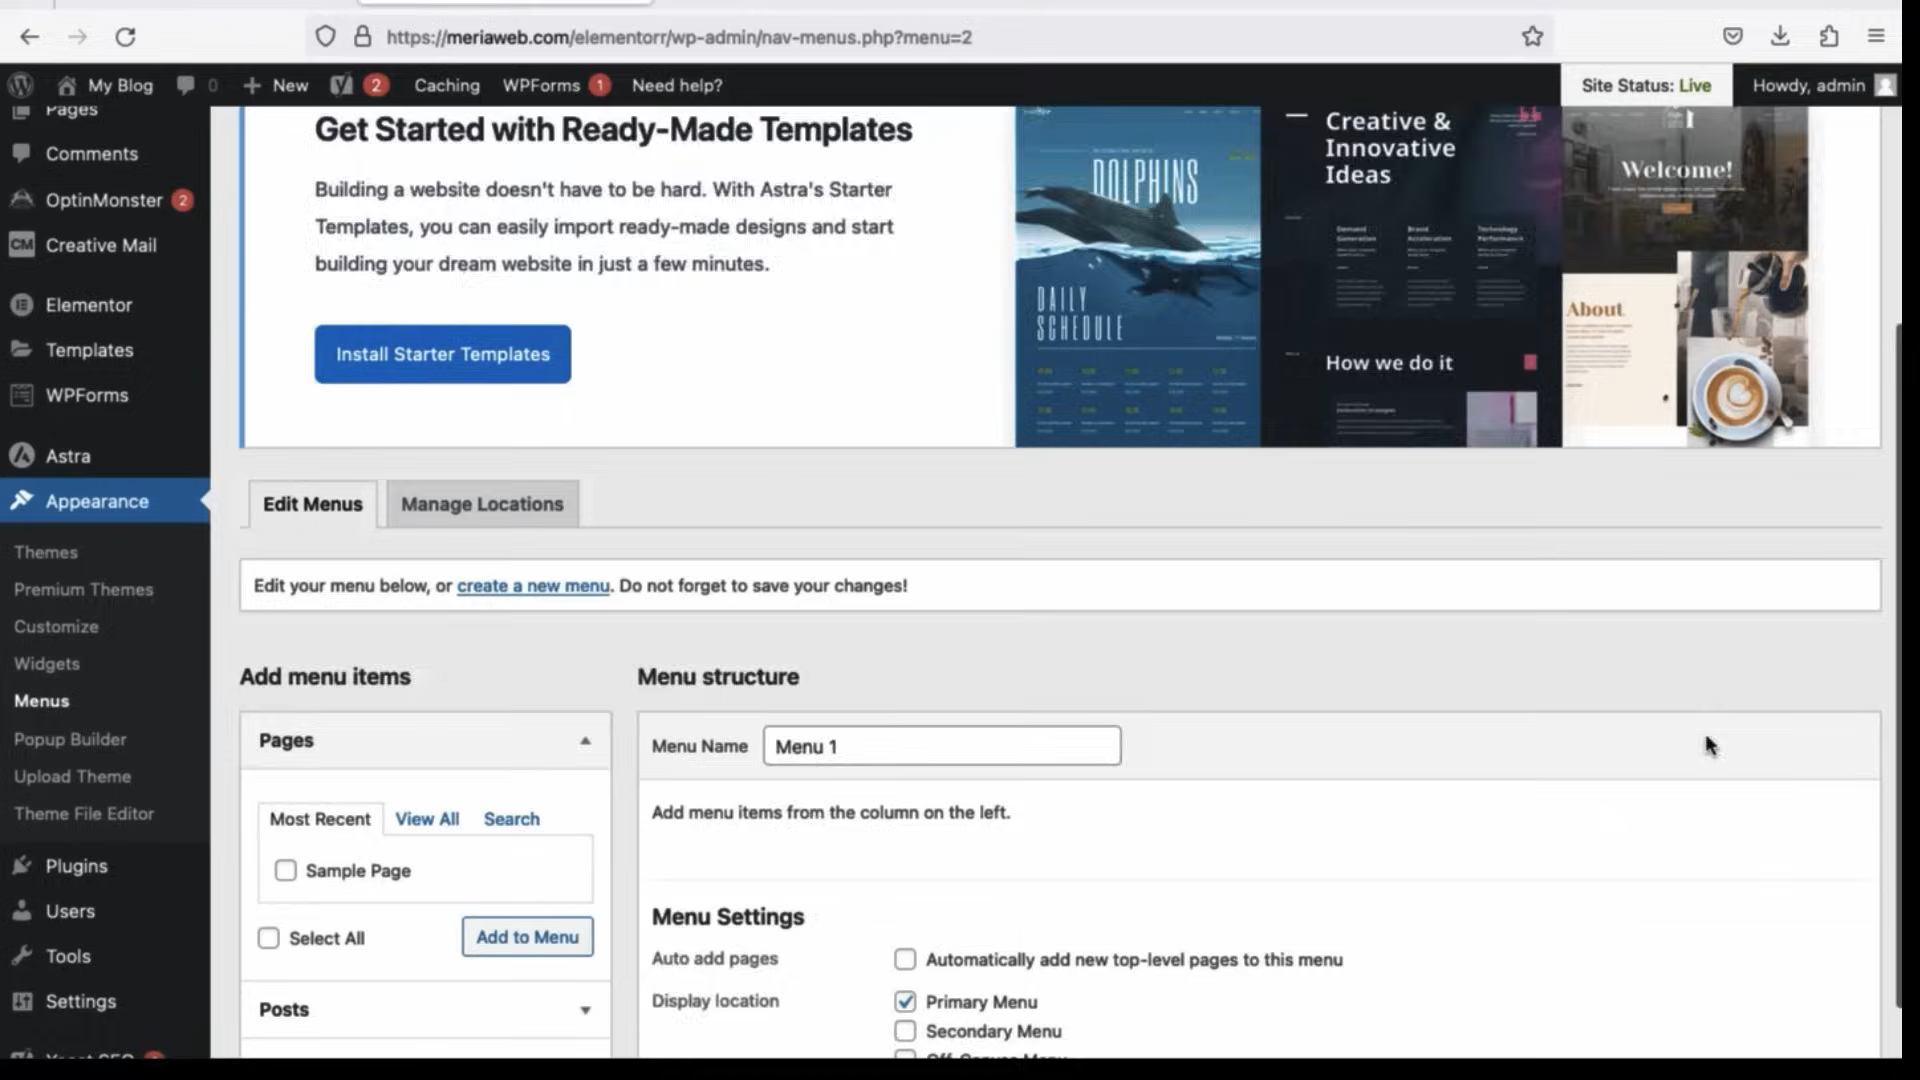 https://meriaweb.com/elementorr/wp-admin/nav-menus.php?menu=2
My Blog 0 New 2 Caching WPForms 1 Need help? Site Status: Live Howdy, admin
Pages
Comments
OptinMonster 2
CM Creative Mail
Elementor
Templates
WPForms
Astra
Appearance
Themes
Premium Themes
Customize
Widgets
Menus
Popup Builder
Upload Theme
Theme File Editor
Plugins
Users
Tools
Settings
Get Started with Ready-Made Templates
Building a website doesn't have to be hard. With Astra's Starter
Templates, you can easily import ready-made designs and start
building your dream website in just a few minutes.
Install Starter Templates
DOLPHINS
DAILY
SCHEDULE
Creative &
Innovative
Ideas
Demand
Generation
Brand
Acceleration
Technology
Performance
How we do it
Welcome!
About
Edit Menus Manage Locations
Edit your menu below, or create a new menu. Do not forget to save your changes!
Add menu items
Pages
Most Recent View All Search
Sample Page
Select All Add to Menu
Posts
Menu structure
Menu Name Menu 1
Add menu items from the column on the left.
Menu Settings
Auto add pages Automatically add new top-level pages to this menu
Display location Primary Menu
Secondary Menu